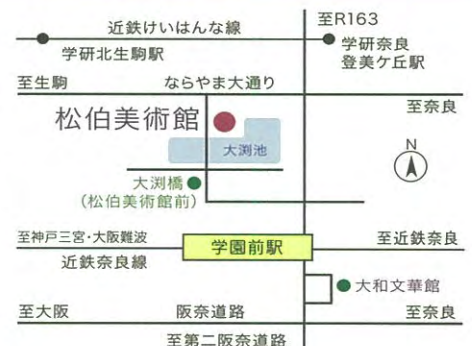 至R163
近鉄けいはんな線
学研北生駒駅
学研奈良
登美ケ丘駅
至生駒
ならやま大通り
至奈良
松伯美術館
大渕池
N
大渕橋
(松伯美術館前)
至神戸三宮・大阪難波
学園前駅
至近鉄奈良
近鉄奈良線
大和文華館
至大阪
阪奈道路
至奈良
至第二阪奈道路